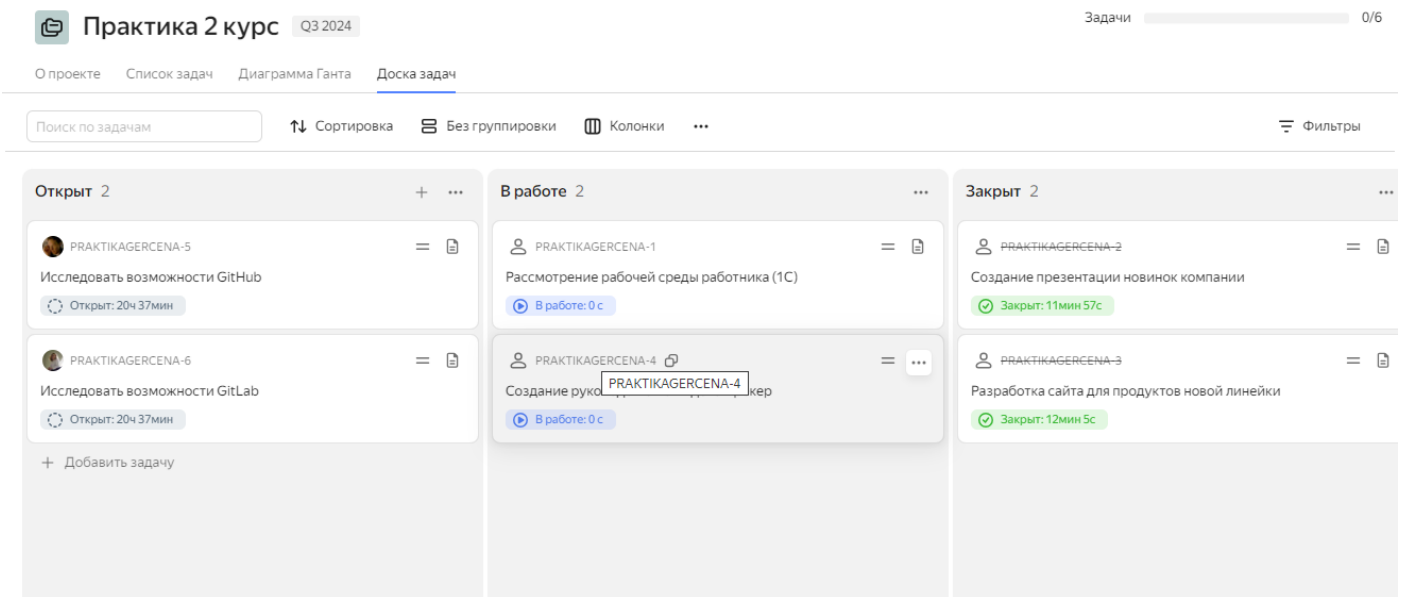 Практика 2 курс Q3 2024
Задачи 0/6
О проекте Список задач Диаграмма Ганта Доска задач
Поиск по задачам Сортировка Без группировки Колонки Фильтры
Открыт 2
PRAKTIKAGERCENA-5
Исследовать возможности GitHub
Открыт: 20ч 37мин
PRAKTIKAGERCENA-6
Исследовать возможности GitLab
Открыт: 20ч 37мин
+ Добавить задачу
В работе 2
PRAKTIKAGERCENA-1
Рассмотрение рабочей среды работника (1С)
В работе: 0 с
PRAKTIKAGERCENA-4
PRAKTIKAGERCENA-4
Создание
В работе: 0 с
Закрыт 2
PRAKTIKAGERCENA-2
Создание презентации новинок компании
Закрыт: 11мин 57с
PRAKTIKAGERCENA-3
Разработка сайта для продуктов новой линейки
Закрыт: 12мин 5с